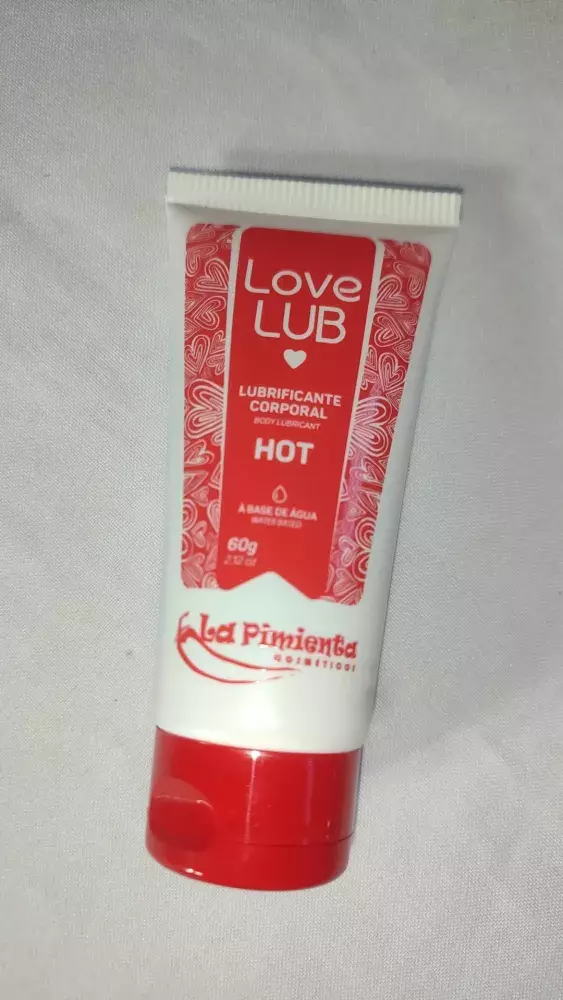 Love
LUB
LUBRIFICANTE
CORPORAL
BODY LUBRICANT
HOT
À BASE DE ÁGUA
WATER BASED
60g
2,12 oz
La Pimienta
COSMÉTICOS